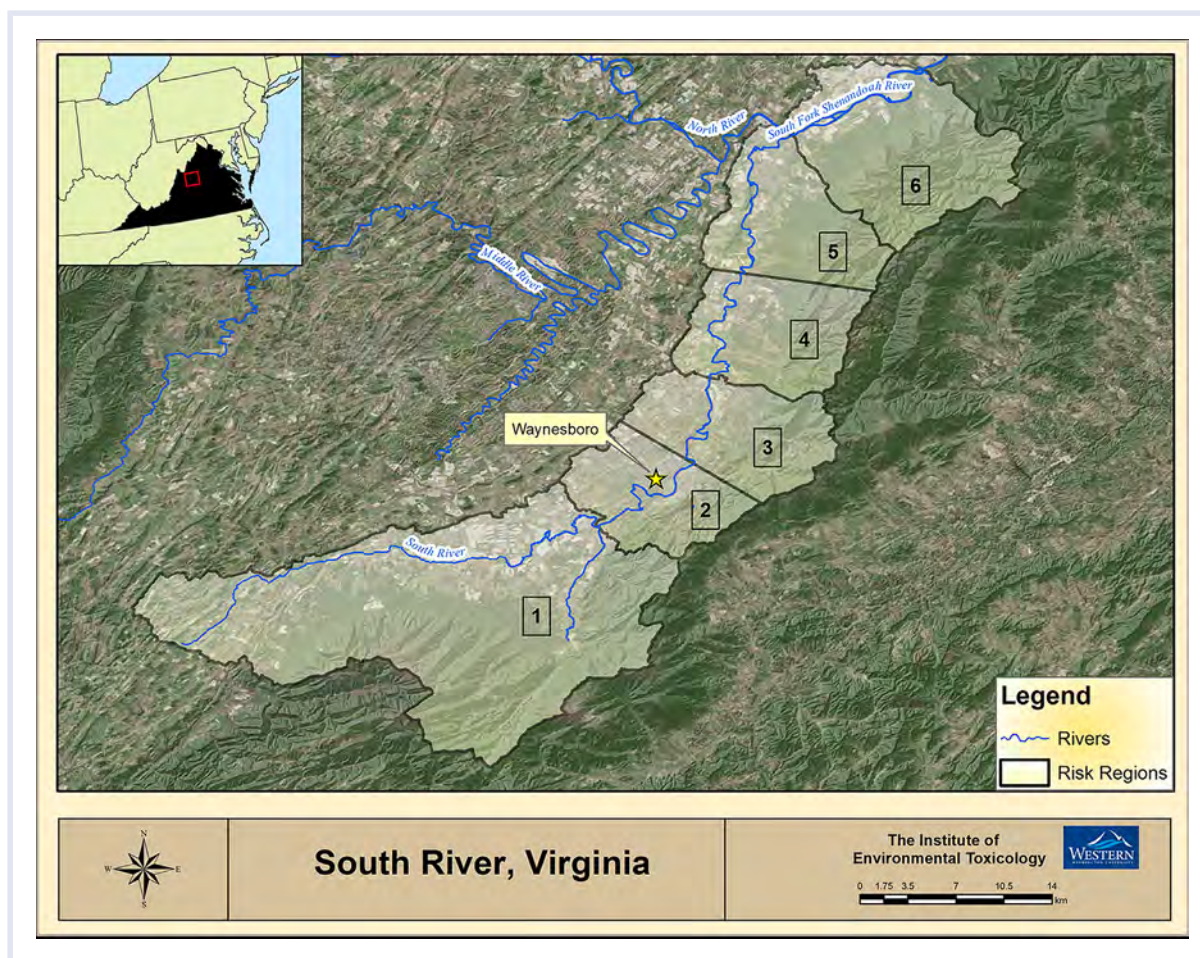 North River
South Fork Shenandoah River
6
Middle River
5
4
Waynesboro
3
2
South River
1
Legend
Rivers
Risk Regions
N
W
E
S
South River, Virginia
The Institute of
Environmental Toxicology
WESTERN
0 1.75 3.5 7 10.5 14
km